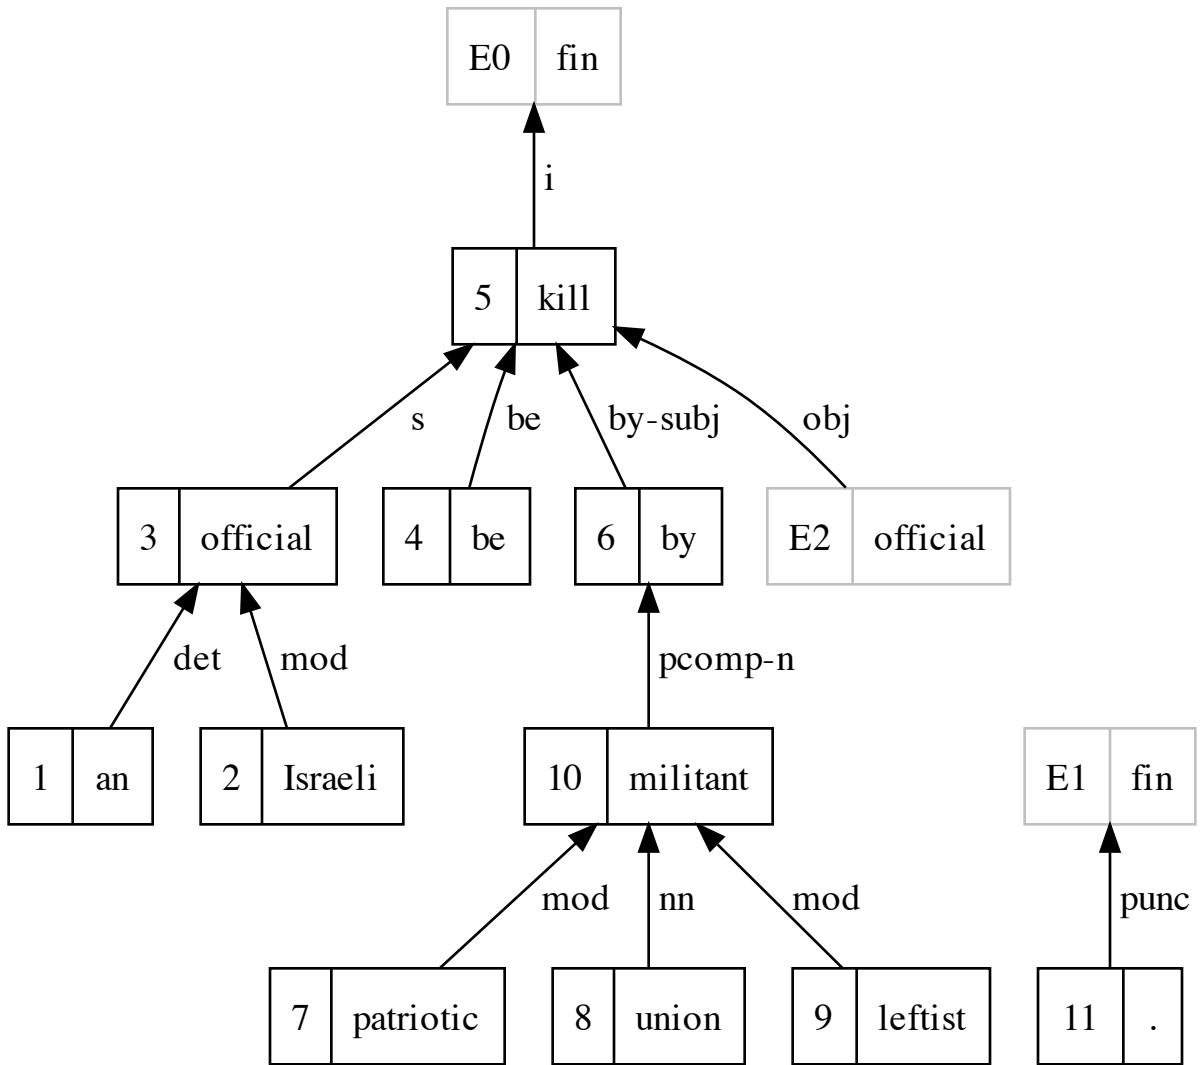 E0 fin
i
5 kill
s be by-subj obj
3 official 4 be 6 by E2 official
det mod pcomp-n
1 an 2 Israeli 10 militant E1 fin
mod nn mod punc
7 patriotic 8 union 9 leftist 11 .